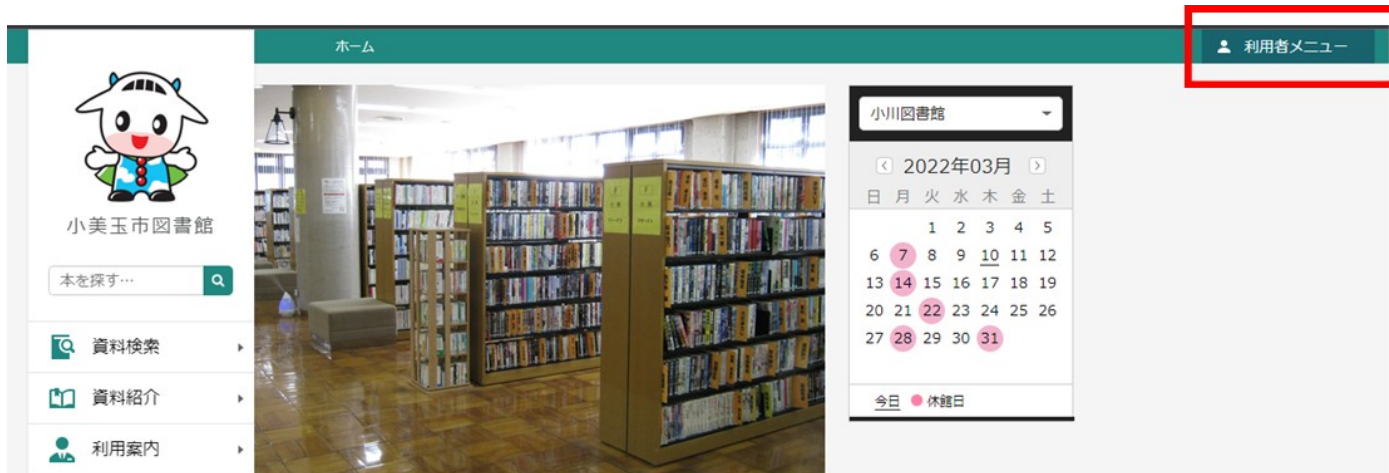 ホーム
利用者メニュー
小美玉市図書館
本を探す…
資料検索
資料紹介
利用案内
小川図書館
2022年03月
日 月 火 水 木 金 土
1 2 3 4 5
6 7 8 9 10 11 12
13 14 15 16 17 18 19
20 21 22 23 24 25 26
27 28 29 30 31
今日 休館日